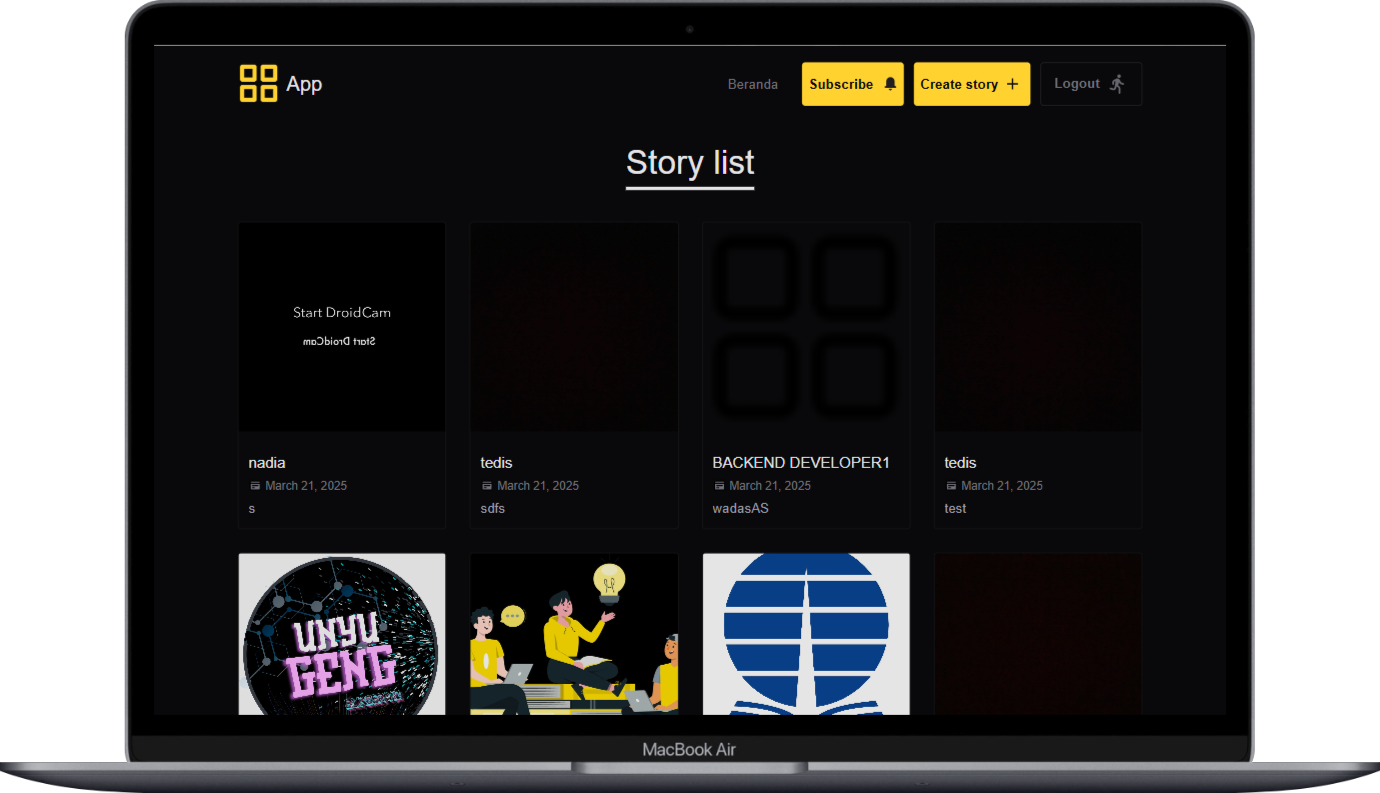 App
Beranda
Subscribe
Create story
Logout
Story list
Start DroidCam
Start DroidCam
nadia
March 21, 2025
s
tedis
March 21, 2025
sdfs
BACKEND DEVELOPER1
March 21, 2025
wadasAS
tedis
March 21, 2025
test
UNYU
GENG
MacBook Air